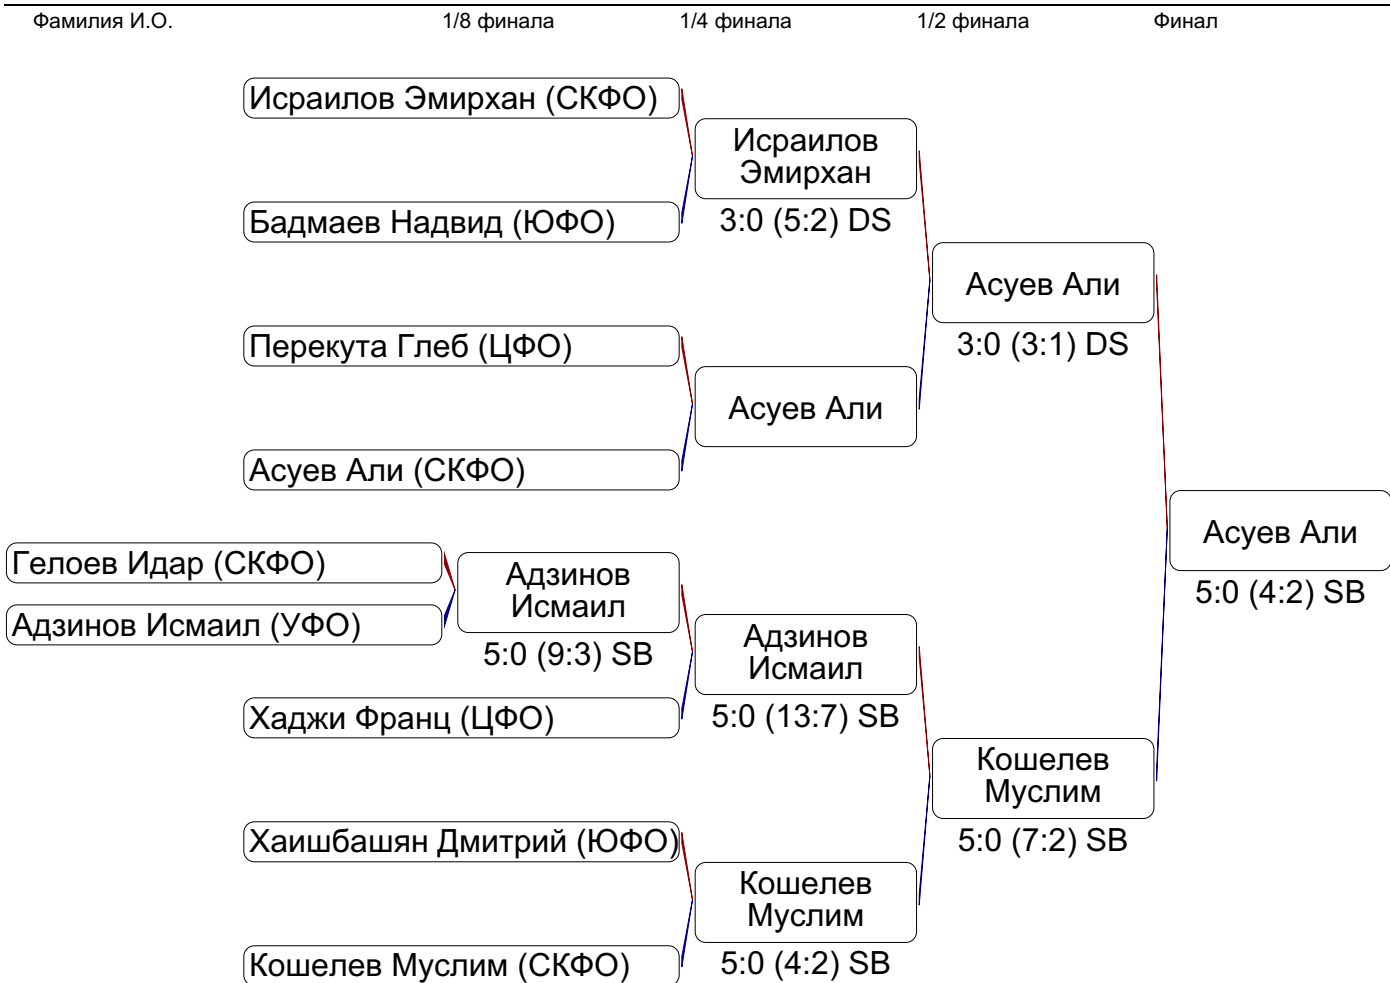 Фамилия И.О. 1/8 финала 1/4 финала 1/2 финала Финал
Исраилов Эмирхан (СКФО)
Исраилов
Эмирхан
Бадмаев Надвид (ЮФО)
3:0 (5:2) DS
Асуев Али
Перекута Глеб (ЦФО)
3:0 (3:1) DS
Асуев Али
Асуев Али (СКФО)
Асуев Али
Гелоев Идар (СКФО)
Адзинов
Исмаил
5:0 (4:2) SB
Адзинов Исмаил (УФО)
5:0 (9:3) SB
Адзинов
Исмаил
Хаджи Франц (ЦФО)
5:0 (13:7) SB
Кошелев
Муслим
Хаишбашян Дмитрий (ЮФО)
5:0 (7:2) SB
Кошелев
Муслим
Кошелев Муслим (СКФО)
5:0 (4:2) SB